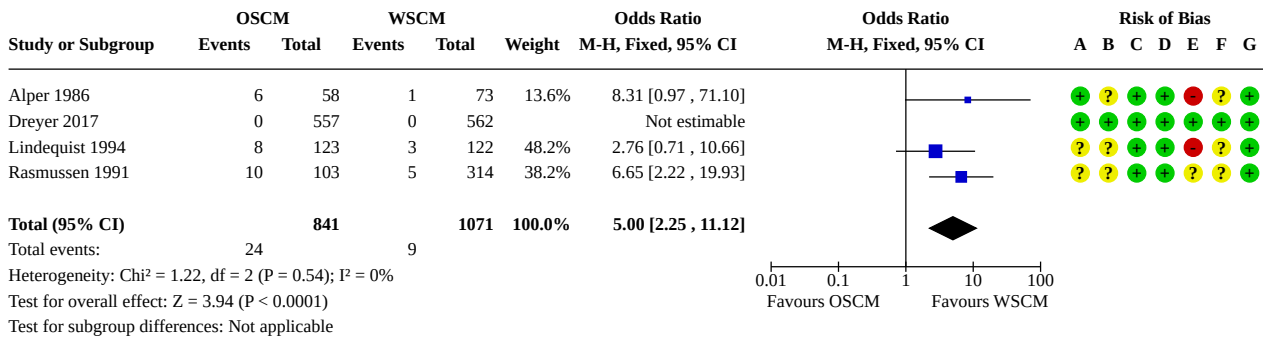 OSCM WSCM Odds Ratio Odds Ratio Risk of Bias
Study or Subgroup Events Total Events Total Weight M-H, Fixed, 95% CI M-H, Fixed, 95% CI A B C D E F G
Alper 1986 6 58 1 73 13.6% 8.31 [0.97 , 71.10] + ? + + - ? +
Dreyer 2017 0 557 0 562 Not estimable + + + + + + +
Lindequist 1994 8 123 3 122 48.2% 2.76 [0.71 , 10.66] ? ? + + - ? +
Rasmussen 1991 10 103 5 314 38.2% 6.65 [2.22 , 19.93] ? ? + + ? ? +
Total (95% CI) 841 1071 100.0% 5.00 [2.25 , 11.12]
Total events: 24 9
Heterogeneity: Chi² = 1.22, df = 2 (P = 0.54); I² = 0%
0.01 0.1 1 10 100
Test for overall effect: Z = 3.94 (P < 0.0001) Favours OSCM Favours WSCM
Test for subgroup differences: Not applicable